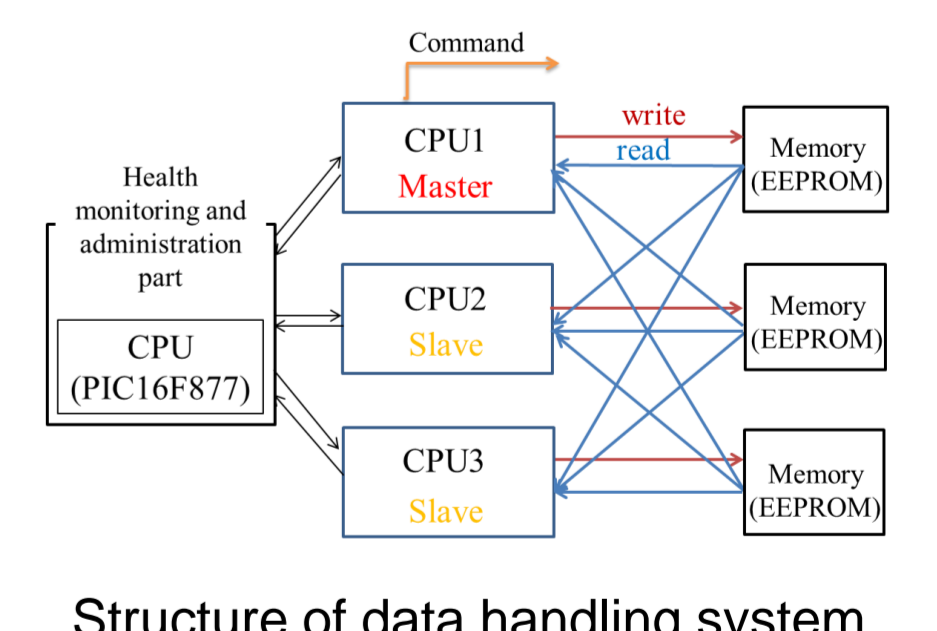 Command
CPU1
Master
write
read
Memory
(EEPROM)
Health
monitoring and
administration
part
CPU
(PIC16F877)
CPU2
Slave
Memory
(EEPROM)
CPU3
Slave
Memory
(EEPROM)
Structure of data handling system